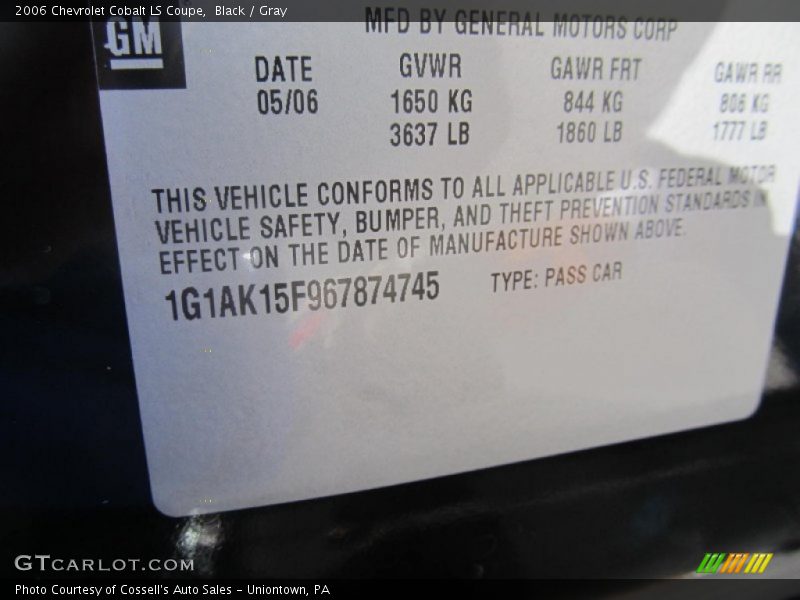 2006 Chevrolet Cobalt LS Coupe, Black / Gray
GM
MFD BY GENERAL MOTORS CORP
DATE GVWR GAWR FRT GAWR RR
05/06 1650 KG 844 KG 806 KG
3637 LB 1860 LB 1777 LB
THIS VEHICLE CONFORMS TO ALL APPLICABLE U.S. FEDERAL MOTOR
VEHICLE SAFETY, BUMPER, AND THEFT PREVENTION STANDARDS IN
EFFECT ON THE DATE OF MANUFACTURE SHOWN ABOVE.
1G1AK15F967874745 TYPE: PASS CAR
GTCARLOT.COM
Photo Courtesy of Cossell's Auto Sales - Uniontown, PA